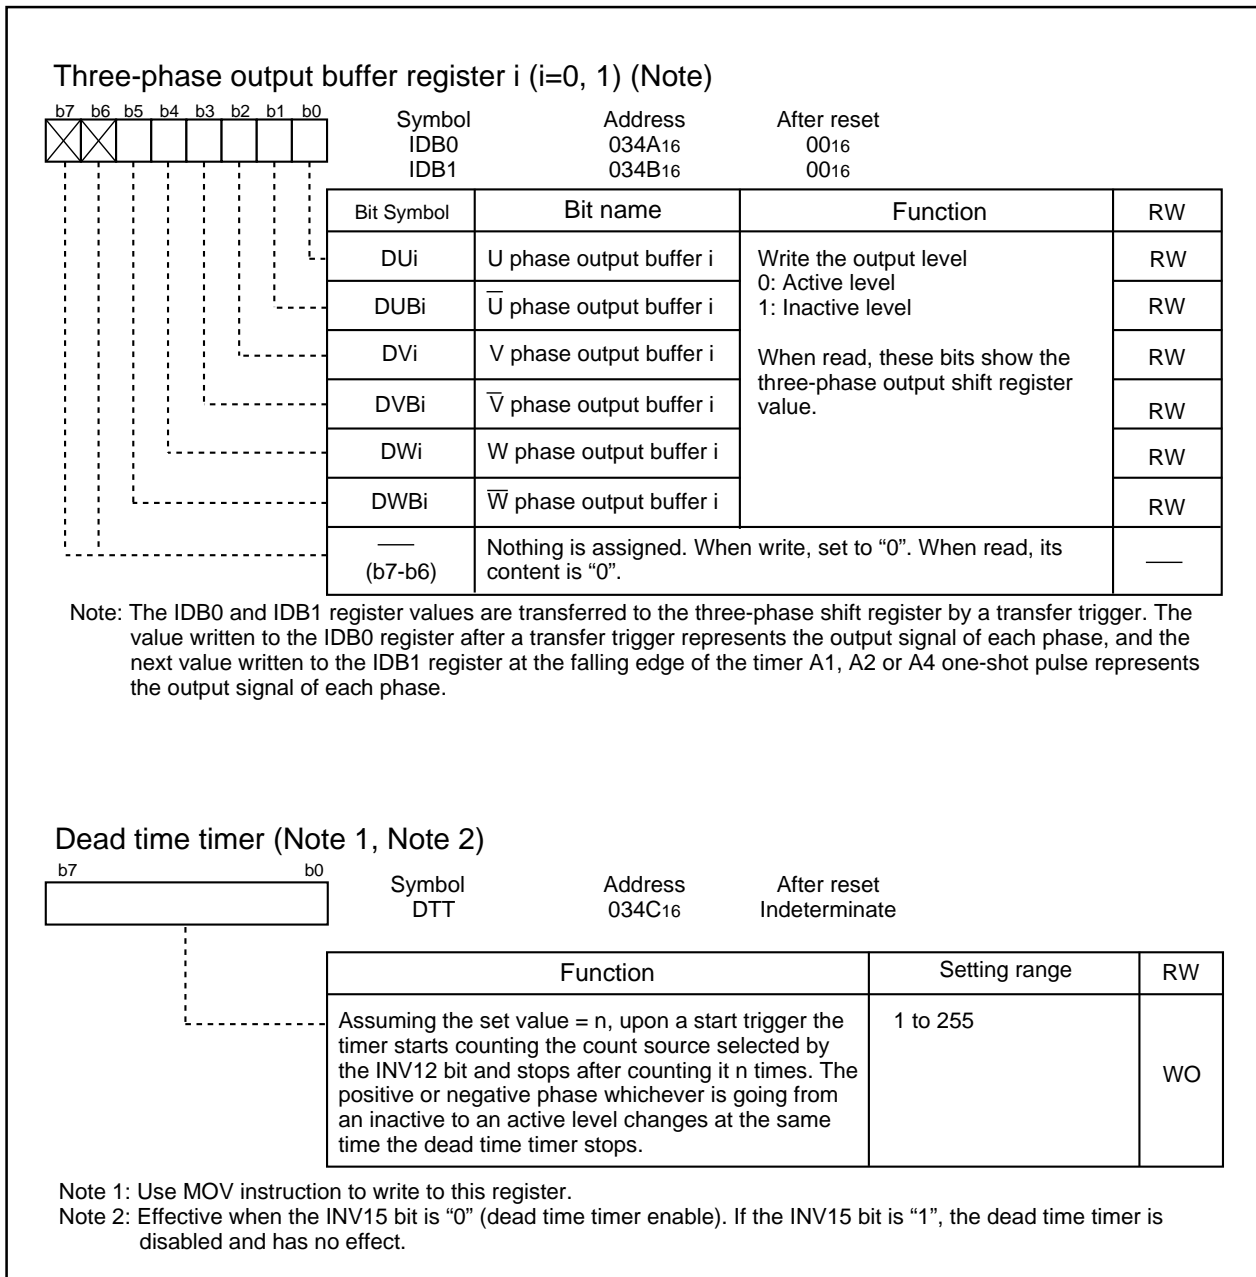 Three-phase output buffer register i (i=0, 1) (Note)
b7 b6 b5 b4 b3 b2 b1 b0
Symbol Address After reset
IDB0 034A16 0016
IDB1 034B16 0016
Bit Symbol Bit name Function RW
DUi U phase output buffer i Write the output level RW
0: Active level
DUBi U̅ phase output buffer i 1: Inactive level RW
DVi V phase output buffer i When read, these bits show the RW
three-phase output shift register
DVBi V̅ phase output buffer i value. RW
DWi W phase output buffer i RW
DWBi W̅ phase output buffer i RW
—— Nothing is assigned. When write, set to “0”. When read, its ——
(b7-b6) content is “0”.
Note: The IDB0 and IDB1 register values are transferred to the three-phase shift register by a transfer trigger. The
value written to the IDB0 register after a transfer trigger represents the output signal of each phase, and the
next value written to the IDB1 register at the falling edge of the timer A1, A2 or A4 one-shot pulse represents
the output signal of each phase.
Dead time timer (Note 1, Note 2)
b7 b0
Symbol Address After reset
DTT 034C16 Indeterminate
Function Setting range RW
Assuming the set value = n, upon a start trigger the 1 to 255
timer starts counting the count source selected by
the INV12 bit and stops after counting it n times. The WO
positive or negative phase whichever is going from
an inactive to an active level changes at the same
time the dead time timer stops.
Note 1: Use MOV instruction to write to this register.
Note 2: Effective when the INV15 bit is “0” (dead time timer enable). If the INV15 bit is “1”, the dead time timer is
disabled and has no effect.